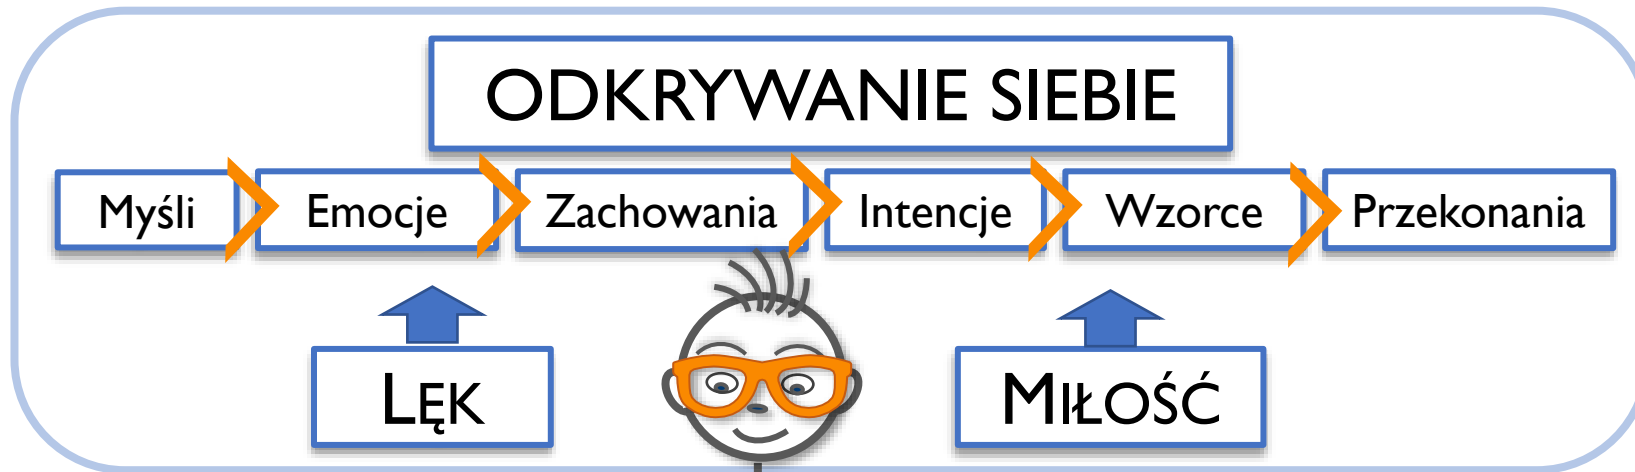 ODKRYWANIE SIEBIE
Myśli Emocje Zachowania Intencje Wzorce Przekonania
LĘK MIŁOŚĆ